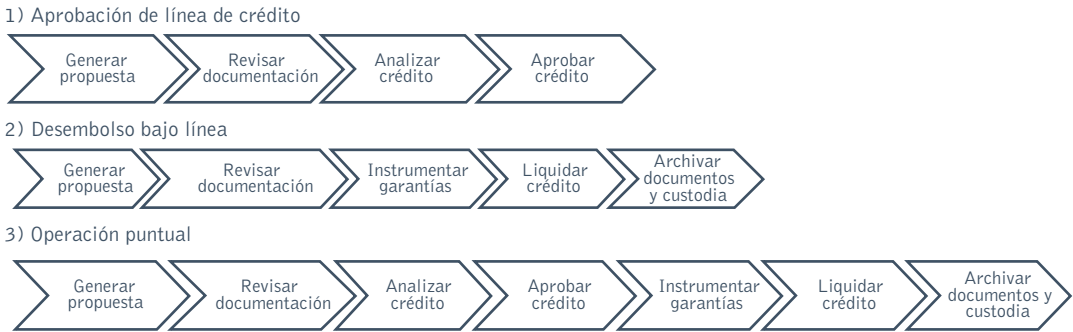 1) Aprobación de línea de crédito
Generar
propuesta
Revisar
documentación
Analizar
crédito
Aprobar
crédito
2) Desembolso bajo línea
Generar
propuesta
Revisar
documentación
Instrumentar
garantías
Liquidar
crédito
Archivar
documentos
y custodia
3) Operación puntual
Generar
propuesta
Revisar
documentación
Analizar
crédito
Aprobar
crédito
Instrumentar
garantías
Liquidar
crédito
Archivar
documentos y
custodia